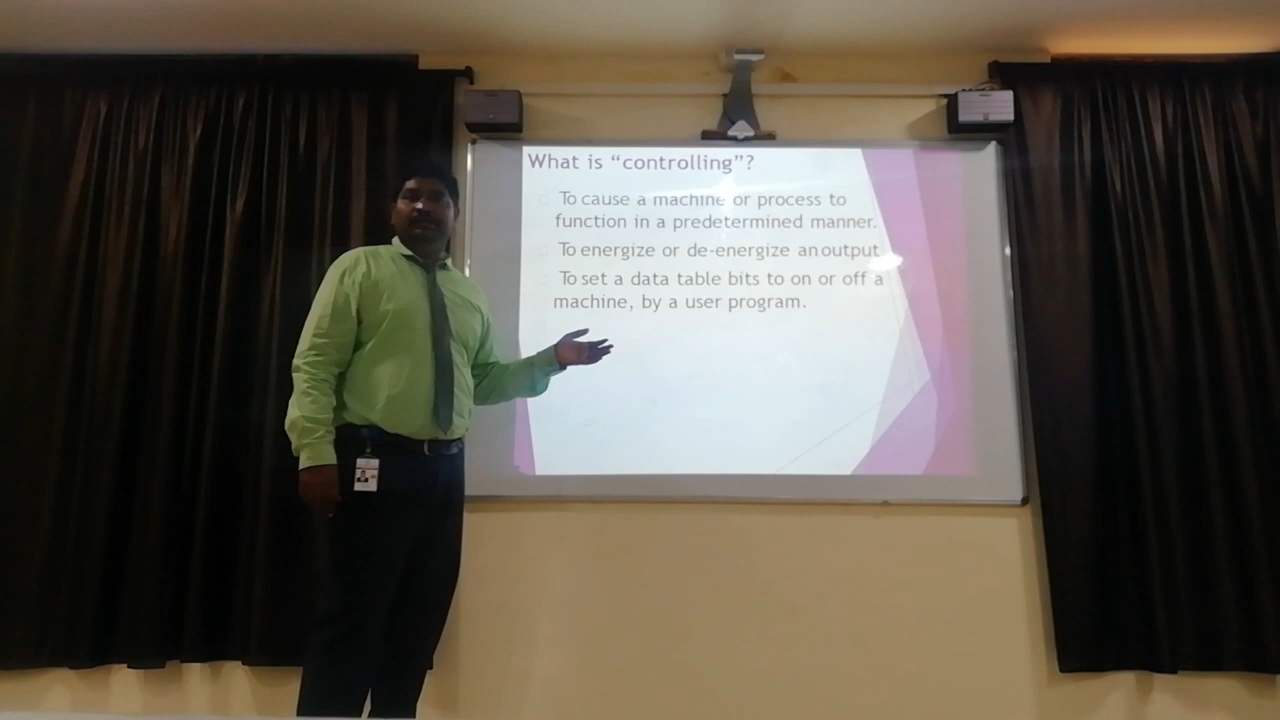 What is “controlling”?
To cause a machine or process to
function in a predetermined manner.
To energize or de-energize an output
To set a data table bits to on or off a
machine, by a user program.